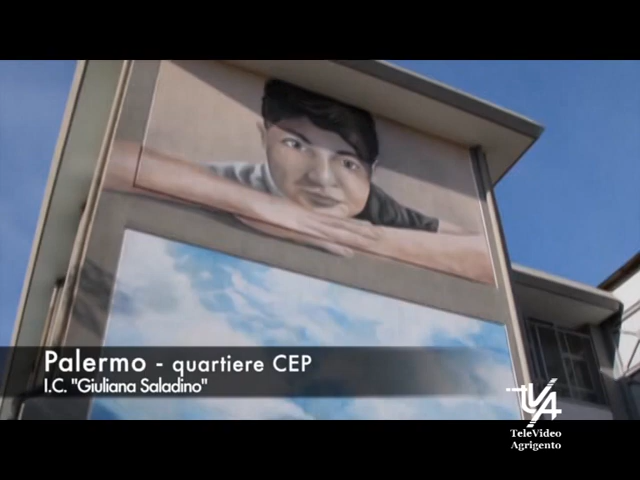 Palermo - quartiere CEP
I.C. "Giuliana Saladino"
TVA
TeleVideo
Agrigento